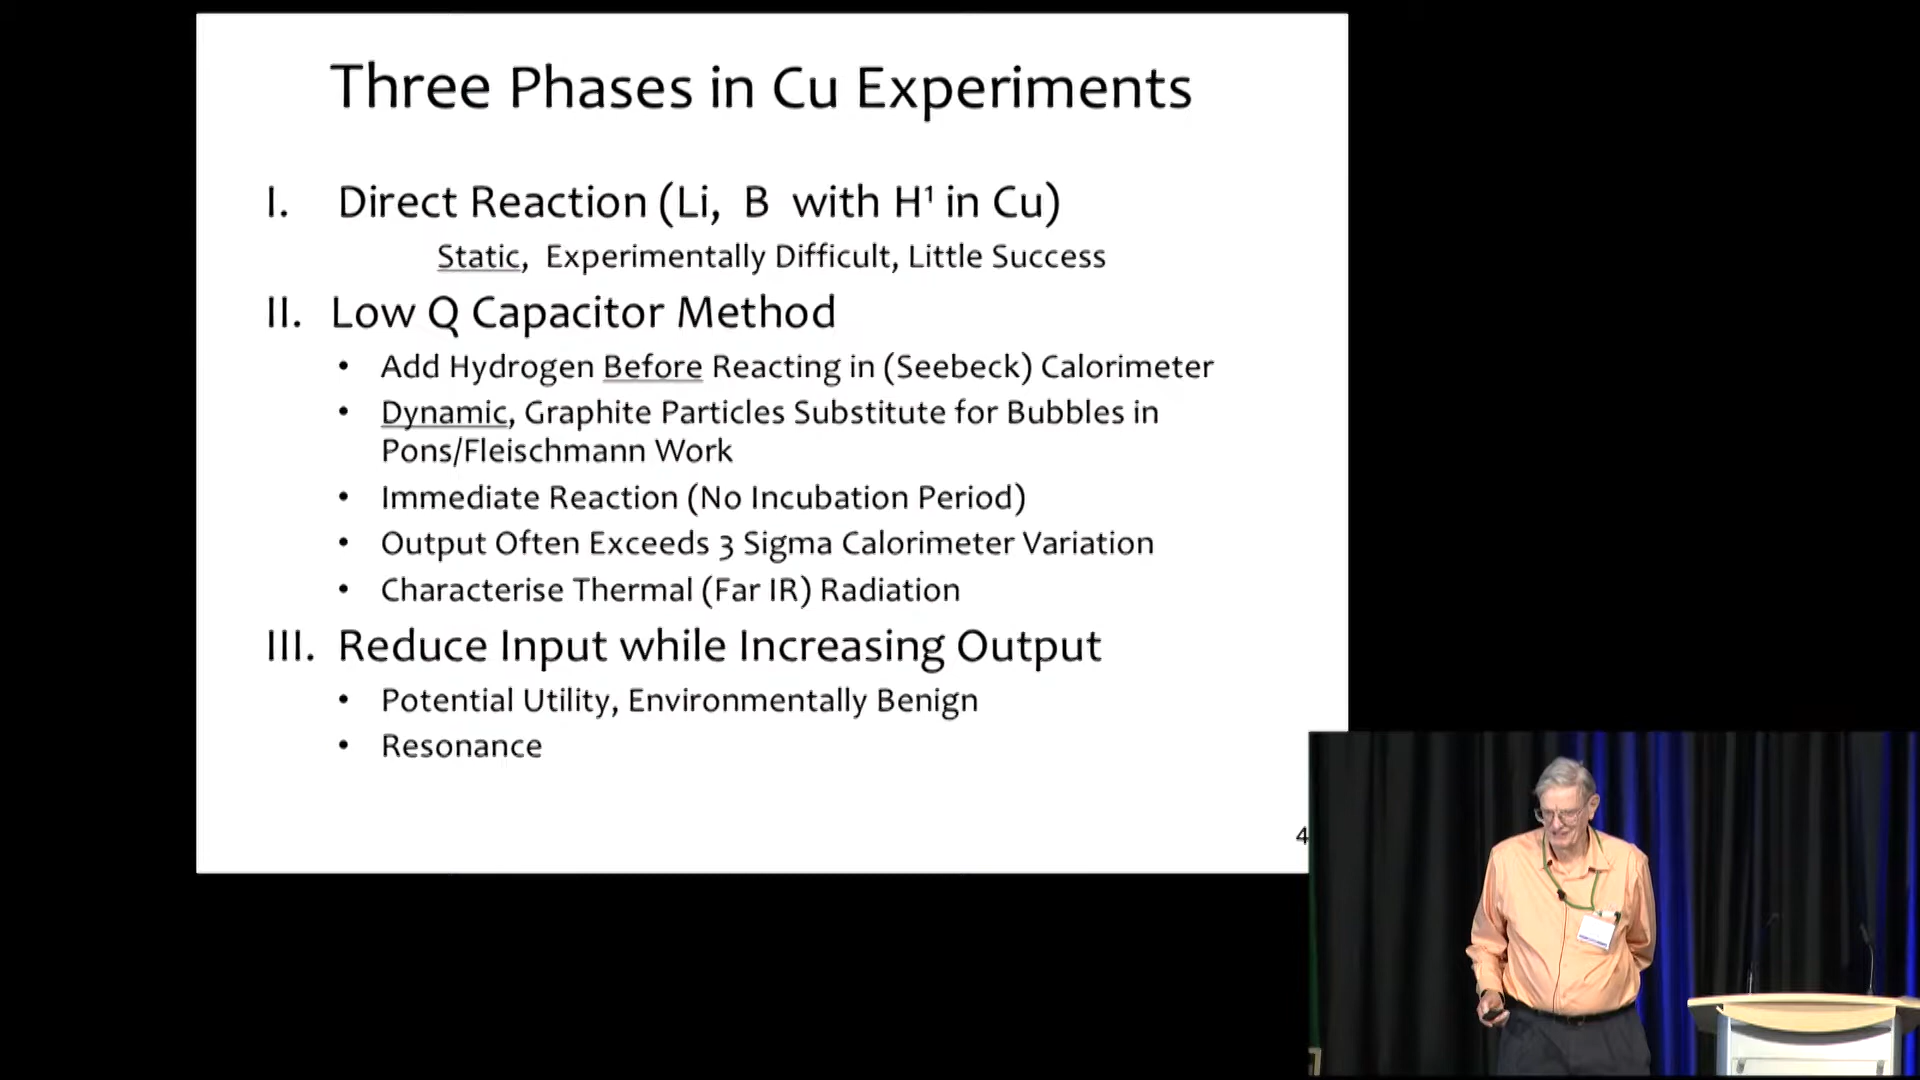 Three Phases in Cu Experiments
I. Direct Reaction (Li, B with H¹ in Cu)
Static, Experimentally Difficult, Little Success
II. Low Q Capacitor Method
• Add Hydrogen Before Reacting in (Seebeck) Calorimeter
• Dynamic, Graphite Particles Substitute for Bubbles in
Pons/Fleischmann Work
• Immediate Reaction (No Incubation Period)
• Output Often Exceeds 3 Sigma Calorimeter Variation
• Characterise Thermal (Far IR) Radiation
III. Reduce Input while Increasing Output
• Potential Utility, Environmentally Benign
• Resonance
4